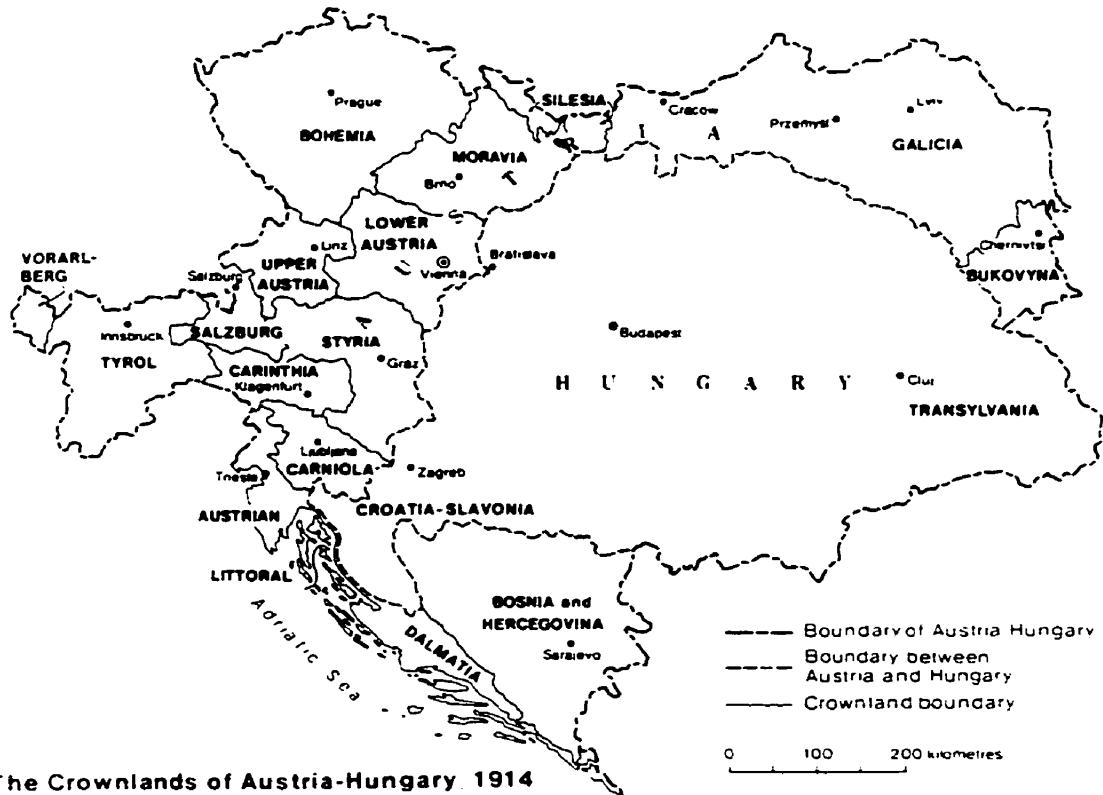 Prague
BOHEMIA
SILESIA
Cracow
Przemysl
Lviv
GALICIA
MORAVIA
Brno
AUSTRIA
LOWER
AUSTRIA
Vienna
Bratislava
Linz
UPPER
AUSTRIA
Salzburg
VORARL-
BERG
Innsbruck
TYROL
SALZBURG
STYRIA
Graz
CARINTHIA
Klagenfurt
Chernivtsi
BUKOVYNA
Budapest
HUNGARY
Cluj
TRANSYLVANIA
Ljubljana
CARNIOLA
Trieste
Zagreb
AUSTRIAN
LITTORAL
CROATIA-SLAVONIA
Adriatic Sea
DALMATIA
BOSNIA and
HERCEGOVINA
Sarajevo
Boundary of Austria Hungary
Boundary between
Austria and Hungary
Crownland boundary
0 100 200 kilometres
The Crownlands of Austria-Hungary 1914